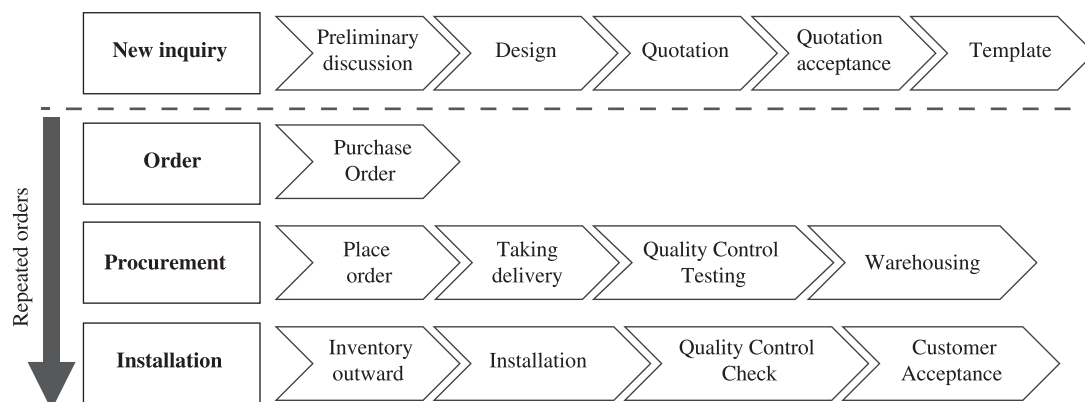 New inquiry
Preliminary
discussion
Design
Quotation
Quotation
acceptance
Template
Repeated orders
Order
Purchase
Order
Procurement
Place
order
Taking
delivery
Quality Control
Testing
Warehousing
Installation
Inventory
outward
Installation
Quality Control
Check
Customer
Acceptance